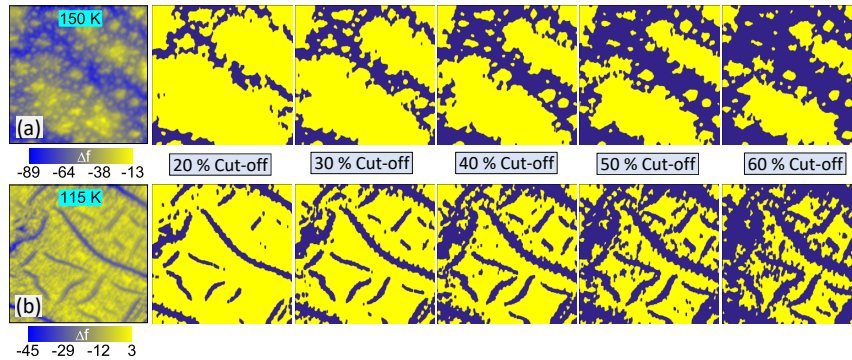 150 K
(a)
Δf
-89 -64 -38 -13
20 % Cut-off 30 % Cut-off 40 % Cut-off 50 % Cut-off 60 % Cut-off
115 K
(b)
Δf
-45 -29 -12 3